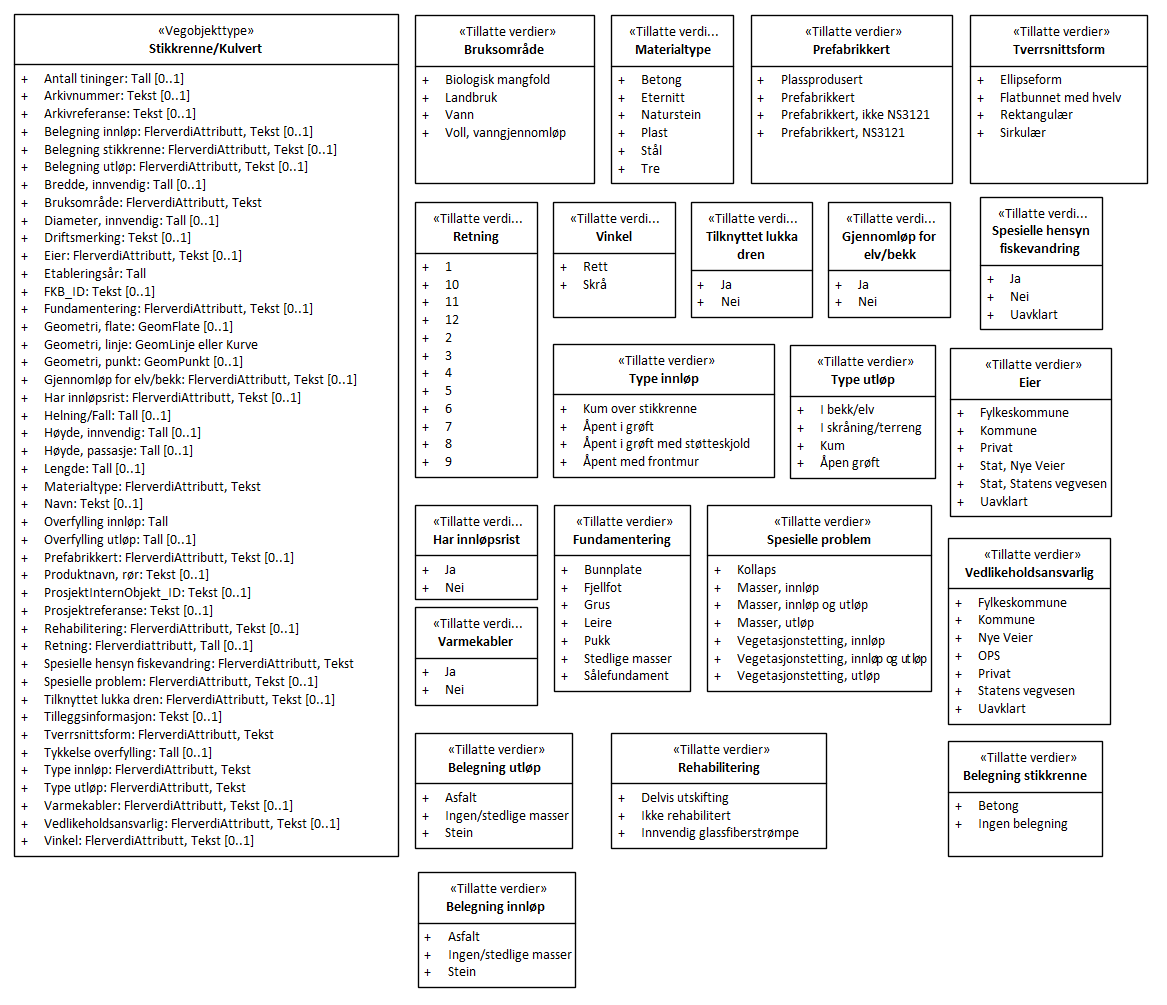 «Vegobjekttype»
Stikkrenne/Kulvert
+ Antall tininger: Tall [0..1]
+ Arkivnummer: Tekst [0..1]
+ Arkivreferanse: Tekst [0..1]
+ Belegning innløp: FlerverdiAttributt, Tekst [0..1]
+ Belegning stikkrenne: FlerverdiAttributt, Tekst [0..1]
+ Belegning utløp: FlerverdiAttributt, Tekst [0..1]
+ Bredde, innvendig: Tall [0..1]
+ Bruksområde: FlerverdiAttributt, Tekst
+ Diameter, innvendig: Tall [0..1]
+ Driftsmerking: Tekst [0..1]
+ Eier: FlerverdiAttributt, Tekst [0..1]
+ Etableringsår: Tall
+ FKB_ID: Tekst [0..1]
+ Fundamentering: FlerverdiAttributt, Tekst [0..1]
+ Geometri, flate: GeomFlate [0..1]
+ Geometri, linje: GeomLinje eller Kurve
+ Geometri, punkt: GeomPunkt [0..1]
+ Gjennomløp for elv/bekk: FlerverdiAttributt, Tekst [0..1]
+ Har innløpsrist: FlerverdiAttributt, Tekst [0..1]
+ Helning/Fall: Tall [0..1]
+ Høyde, innvendig: Tall [0..1]
+ Høyde, passasje: Tall [0..1]
+ Lengde: Tall [0..1]
+ Materialtype: FlerverdiAttributt, Tekst
+ Navn: Tekst [0..1]
+ Overfylling innløp: Tall
+ Overfylling utløp: Tall [0..1]
+ Prefabrikkert: FlerverdiAttributt, Tekst [0..1]
+ Produktnavn, rør: Tekst [0..1]
+ ProsjektInternObjekt_ID: Tekst [0..1]
+ Prosjektreferanse: Tekst [0..1]
+ Rehabilitering: FlerverdiAttributt, Tekst [0..1]
+ Retning: Flerverdiattributt, Tall [0..1]
+ Spesielle hensyn fiskevandring: FlerverdiAttributt, Tekst
+ Spesielle problem: FlerverdiAttributt, Tekst [0..1]
+ Tilknyttet lukka dren: FlerverdiAttributt, Tekst [0..1]
+ Tilleggsinformasjon: Tekst [0..1]
+ Tverrsnittsform: FlerverdiAttributt, Tekst
+ Tykkelse overfylling: Tall [0..1]
+ Type innløp: FlerverdiAttributt, Tekst
+ Type utløp: FlerverdiAttributt, Tekst
+ Varmekabler: FlerverdiAttributt, Tekst [0..1]
+ Vedlikeholdsansvarlig: FlerverdiAttributt, Tekst [0..1]
+ Vinkel: FlerverdiAttributt, Tekst [0..1]
«Tillatte verdier»
Bruksområde
+ Biologisk mangfold
+ Landbruk
+ Vann
+ Voll, vanngjennomløp
«Tillatte verdi...
Materialtype
+ Betong
+ Eternitt
+ Naturstein
+ Plast
+ Stål
+ Tre
«Tillatte verdier»
Prefabrikkert
+ Plassprodusert
+ Prefabrikkert
+ Prefabrikkert, ikke NS3121
+ Prefabrikkert, NS3121
«Tillatte verdier»
Tverrsnittsform
+ Ellipseform
+ Flatbunnet med hvelv
+ Rektangulær
+ Sirkulær
«Tillatte verdi...
Retning
+ 1
+ 10
+ 11
+ 12
+ 2
+ 3
+ 4
+ 5
+ 6
+ 7
+ 8
+ 9
«Tillatte verdi...
Vinkel
+ Rett
+ Skrå
«Tillatte verdi...
Tilknyttet lukka
dren
+ Ja
+ Nei
«Tillatte verdi...
Gjennomløp for
elv/bekk
+ Ja
+ Nei
«Tillatte verdi...
Spesielle hensyn
fiskevandring
+ Ja
+ Nei
+ Uavklart
«Tillatte verdier»
Type innløp
+ Kum over stikkrenne
+ Åpent i grøft
+ Åpent i grøft med støtteskjold
+ Åpent med frontmur
«Tillatte verdier»
Type utløp
+ I bekk/elv
+ I skråning/terreng
+ Kum
+ Åpen grøft
«Tillatte verdier»
Eier
+ Fylkeskommune
+ Kommune
+ Privat
+ Stat, Nye Veier
+ Stat, Statens vegvesen
+ Uavklart
«Tillatte verdi...
Har innløpsrist
+ Ja
+ Nei
«Tillatte verdier»
Fundamentering
+ Bunnplate
+ Fjellfot
+ Grus
+ Leire
+ Pukk
+ Stedlige masser
+ Sålefundament
«Tillatte verdier»
Spesielle problem
+ Kollaps
+ Masser, innløp
+ Masser, innløp og utløp
+ Masser, utløp
+ Vegetasjonstetting, innløp
+ Vegetasjonstetting, innløp og utløp
+ Vegetasjonstetting, utløp
«Tillatte verdier»
Vedlikeholdsansvarlig
+ Fylkeskommune
+ Kommune
+ Nye Veier
+ OPS
+ Privat
+ Statens vegvesen
+ Uavklart
«Tillatte verdi...
Varmekabler
+ Ja
+ Nei
«Tillatte verdier»
Belegning utløp
+ Asfalt
+ Ingen/stedlige masser
+ Stein
«Tillatte verdier»
Rehabilitering
+ Delvis utskifting
+ Ikke rehabilitert
+ Innvendig glassfiberstrømpe
«Tillatte verdier»
Belegning stikkrenne
+ Betong
+ Ingen belegning
«Tillatte verdier»
Belegning innløp
+ Asfalt
+ Ingen/stedlige masser
+ Stein